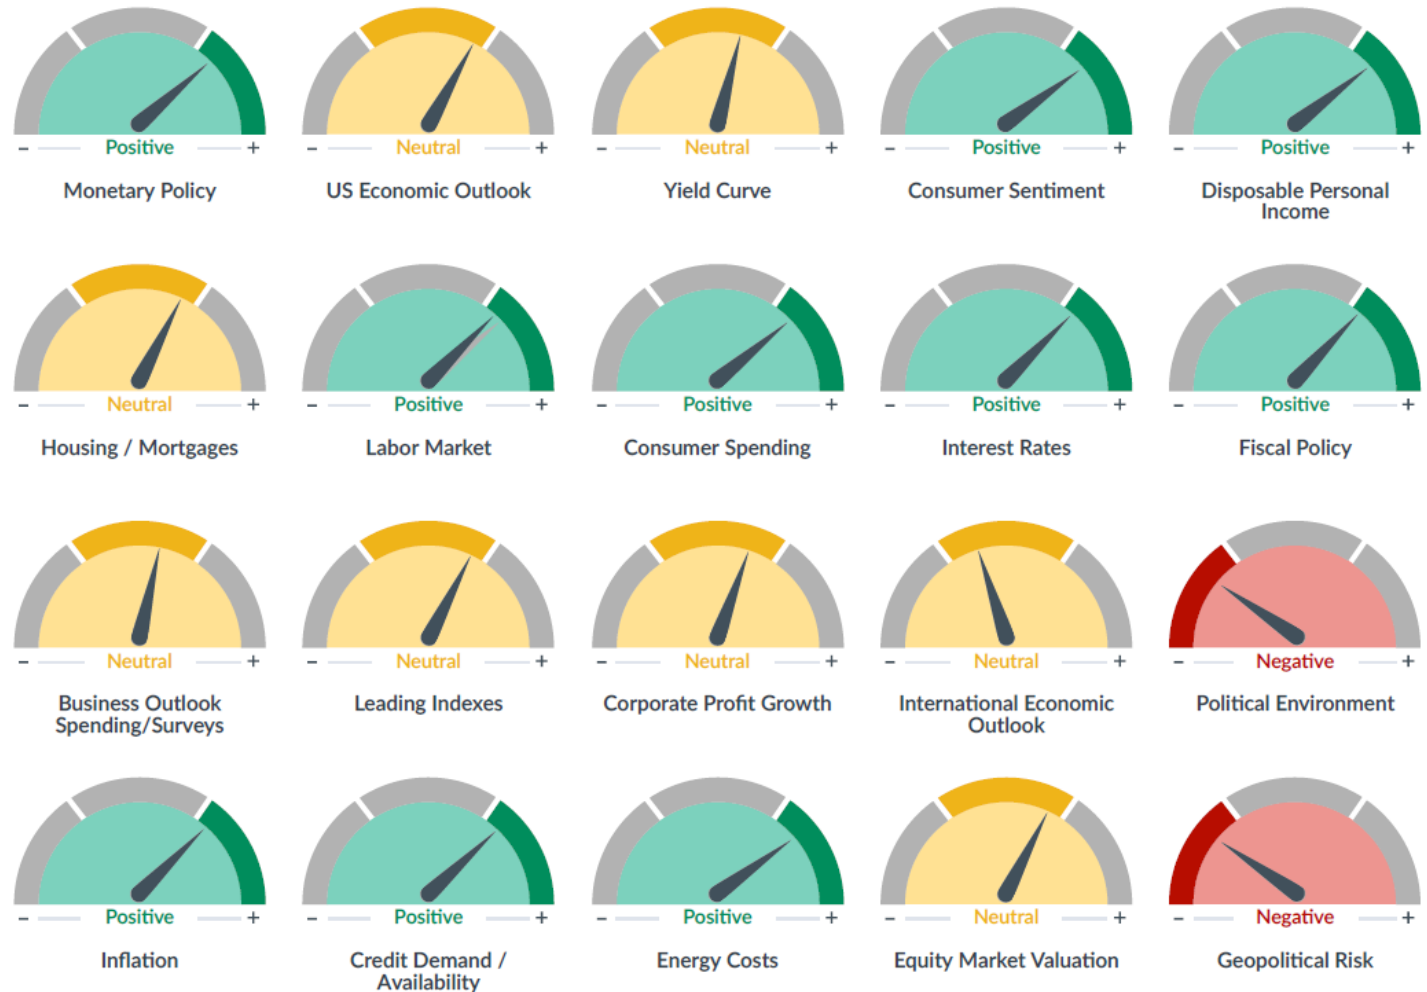 - Positive +
- Neutral +
- Neutral +
- Positive +
- Positive +
Monetary Policy
US Economic Outlook
Yield Curve
Consumer Sentiment
Disposable Personal
Income
- Neutral +
- Positive +
- Positive +
- Positive +
- Positive +
Housing / Mortgages
Labor Market
Consumer Spending
Interest Rates
Fiscal Policy
- Neutral +
- Neutral +
- Neutral +
- Neutral +
- Negative +
Business Outlook
Spending/Surveys
Leading Indexes
Corporate Profit Growth
International Economic
Outlook
Political Environment
- Positive +
- Positive +
- Positive +
- Neutral +
- Negative +
Inflation
Credit Demand /
Availability
Energy Costs
Equity Market Valuation
Geopolitical Risk